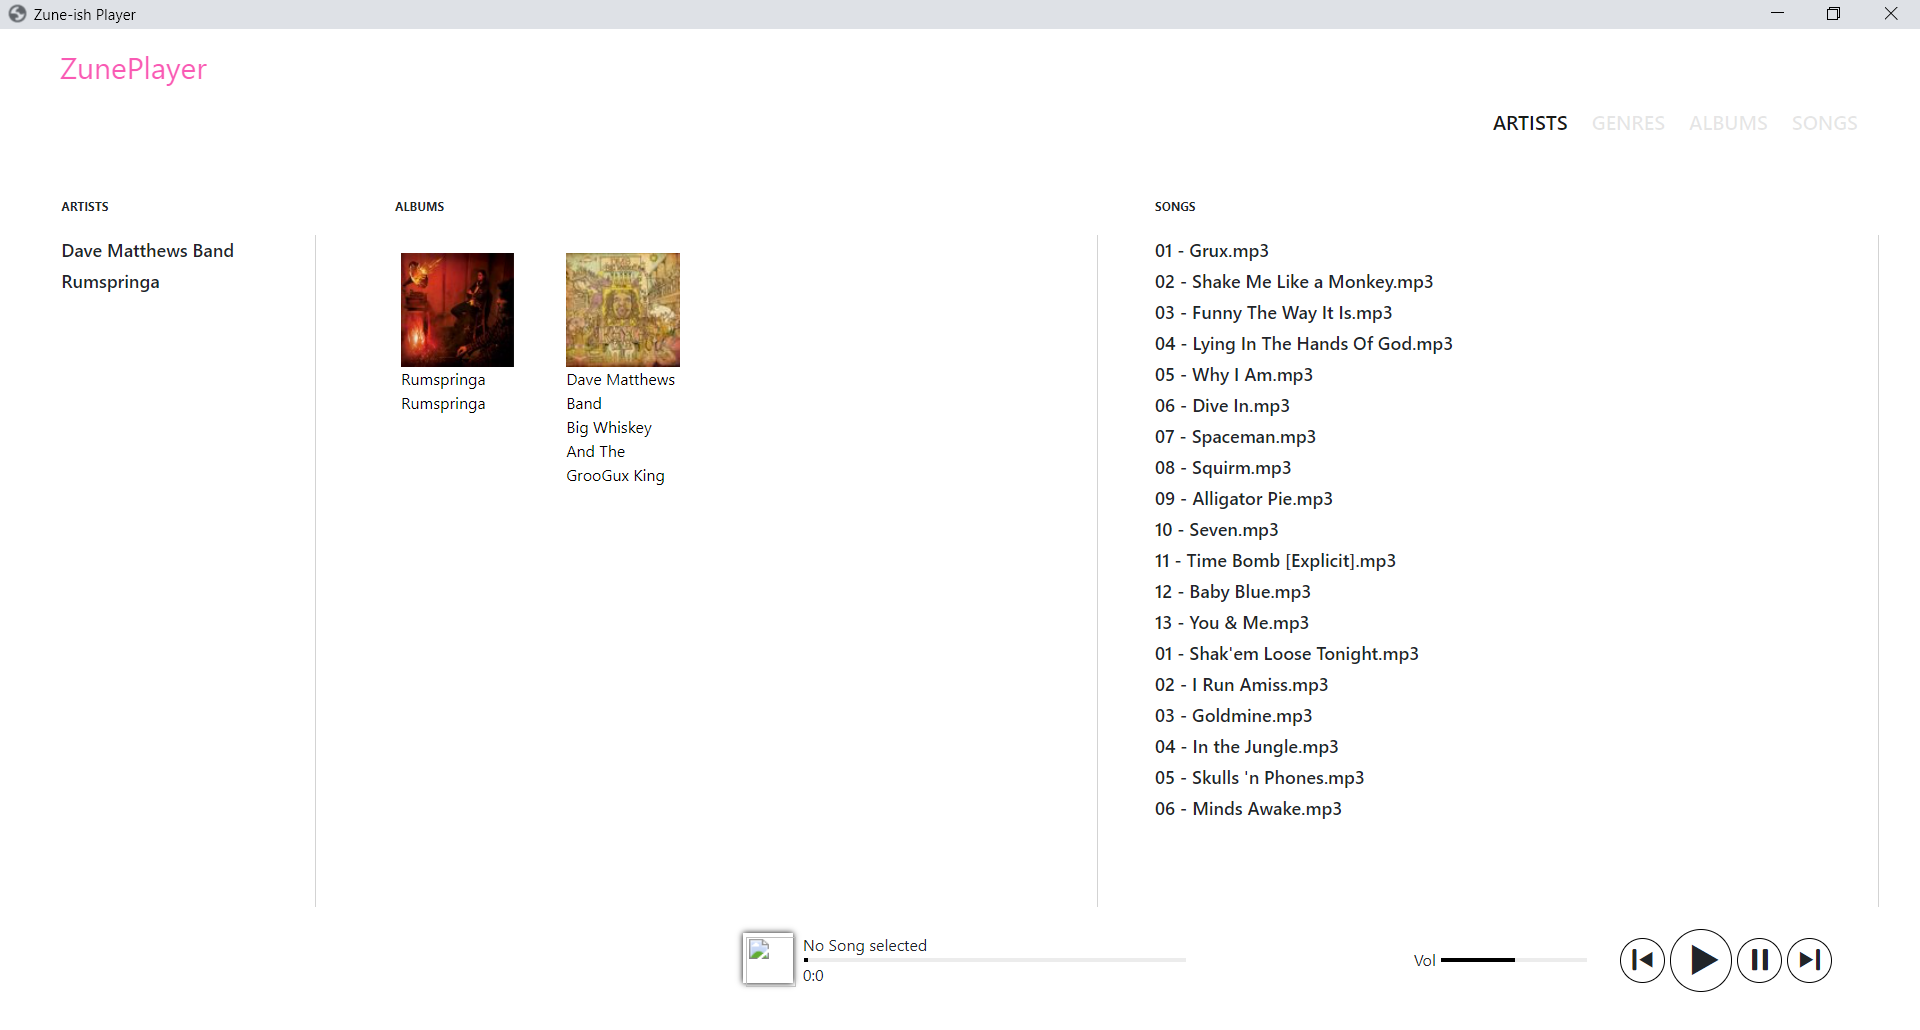 Zune-ish Player
ZunePlayer
ARTISTS GENRES ALBUMS SONGS
ARTISTS
Dave Matthews Band
Rumspringa
ALBUMS
Rumspringa
Rumspringa
Dave Matthews
Band
Big Whiskey
And The
GrooGux King
SONGS
01 - Grux.mp3
02 - Shake Me Like a Monkey.mp3
03 - Funny The Way It Is.mp3
04 - Lying In The Hands Of God.mp3
05 - Why I Am.mp3
06 - Dive In.mp3
07 - Spaceman.mp3
08 - Squirm.mp3
09 - Alligator Pie.mp3
10 - Seven.mp3
11 - Time Bomb [Explicit].mp3
12 - Baby Blue.mp3
13 - You & Me.mp3
01 - Shak'em Loose Tonight.mp3
02 - I Run Amiss.mp3
03 - Goldmine.mp3
04 - In the Jungle.mp3
05 - Skulls 'n Phones.mp3
06 - Minds Awake.mp3
No Song selected
0:0
Vol